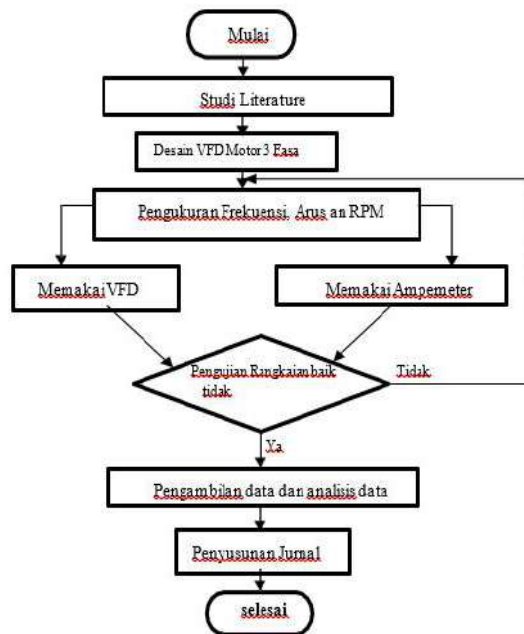 Mulai
Studi Literature
Desain VFD Motor 3 Fasa
Pengukuran Frekuensi, Arus an RPM
Memakai VFD
Memakai Ampemeter
Pengujian Rangkaian baik
tidak
Tidak
Ya
Pengambilan data dan analisis data
Penyusunan Jurnal
selesai